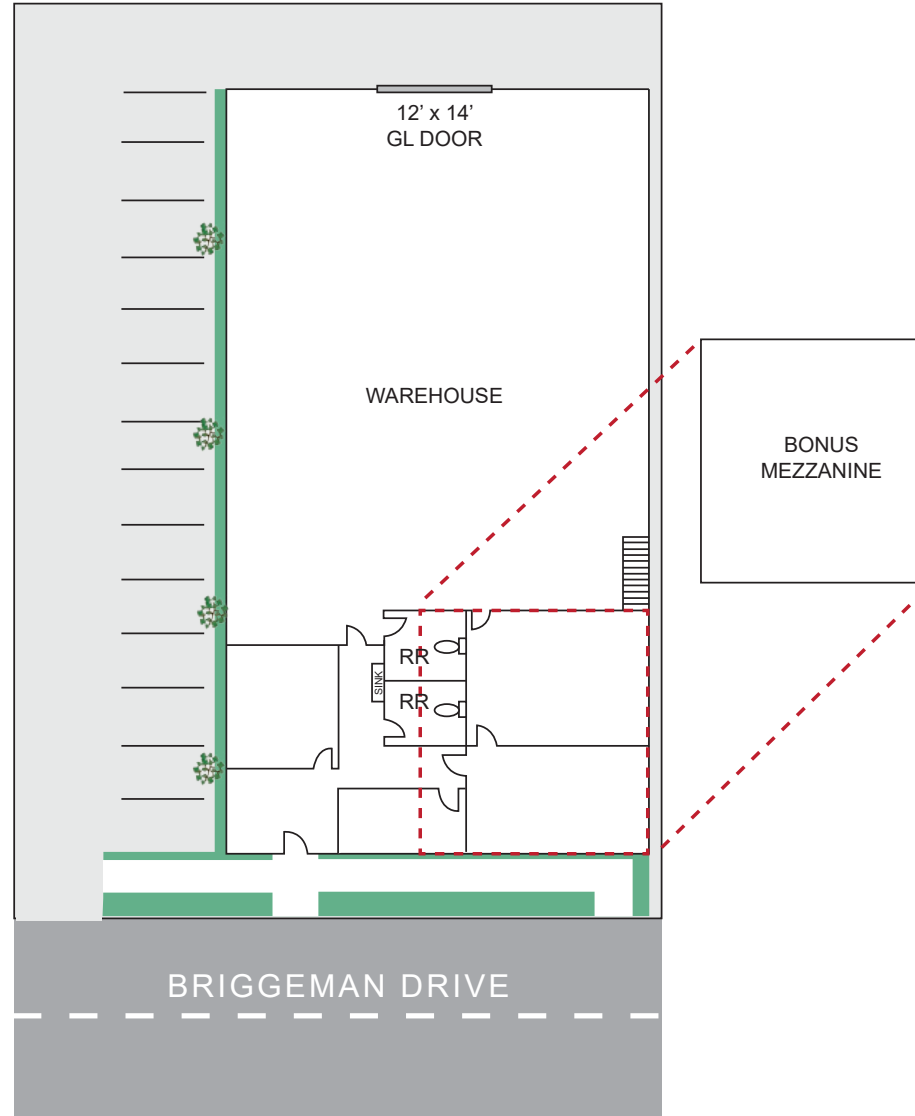 12’ x 14’
GL DOOR
WAREHOUSE
BONUS
MEZZANINE
RR
SINK
RR
BRIGGEMAN DRIVE